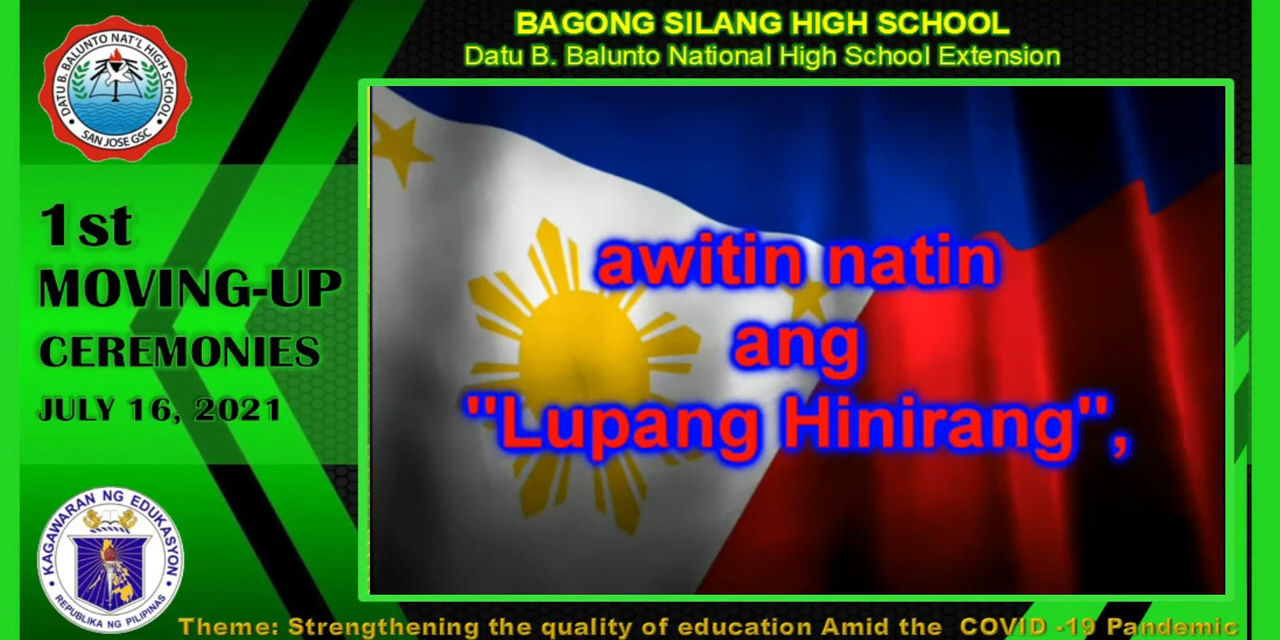 BAGONG SILANG HIGH SCHOOL
Datu B. Balunto National High School Extension
DATU B. BALUNTO NAT'L HIGH SCHOOL
SAN JOSE GSC
1st
MOVING-UP
CEREMONIES
JULY 16, 2021
awitin natin
ang
"Lupang Hinirang",
KAGAWARAN NG EDUKASYON
REPUBLIKA NG PILIPINAS
Theme: Strengthening the quality of education Amid the COVID -19 Pandemic